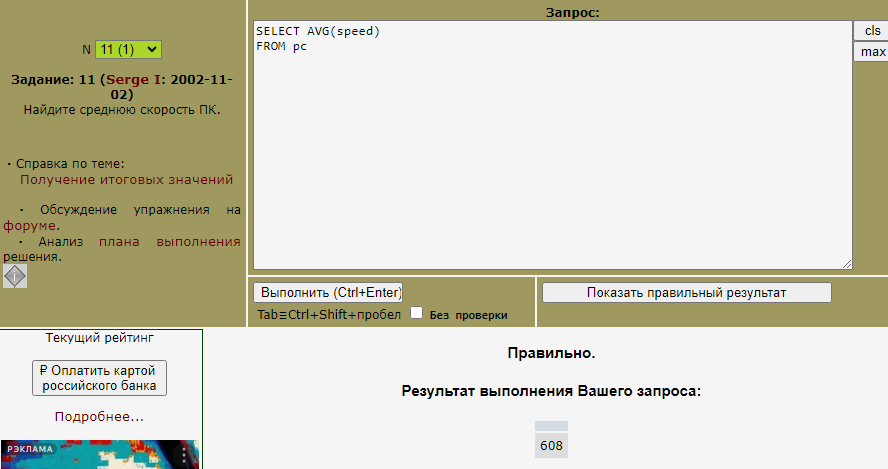 N 11 (1)
Задание: 11 (Serge I: 2002-11-
02)
Найдите среднюю скорость ПК.
· Справка по теме:
Получение итоговых значений
· Обсуждение упражнения на
форуме.
· Анализ плана выполнения
решения.
Запрос:
SELECT AVG(speed)
FROM pc
cls
max
Выполнить (Ctrl+Enter)
Tab≡Ctrl+Shift+пробел Без проверки
Показать правильный результат
Текущий рейтинг
₽ Оплатить картой
российского банка
Подробнее...
РЭКЛАМА
Правильно.
Результат выполнения Вашего запроса:
608